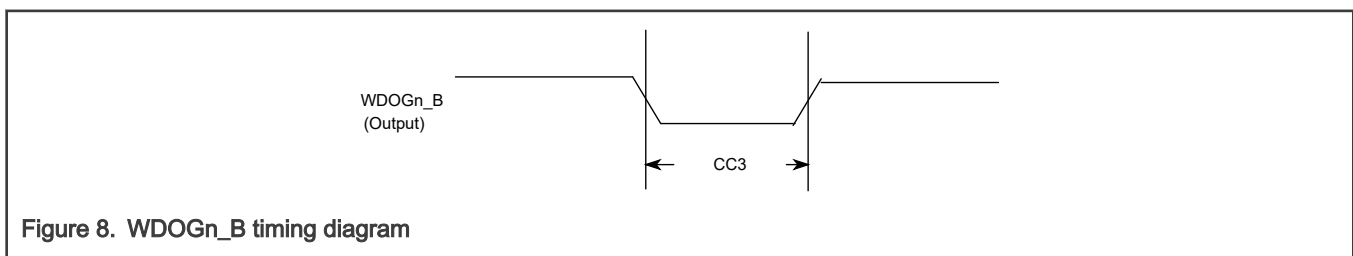 WDOGn_B
(Output)
CC3
Figure 8. WDOGn_B timing diagram